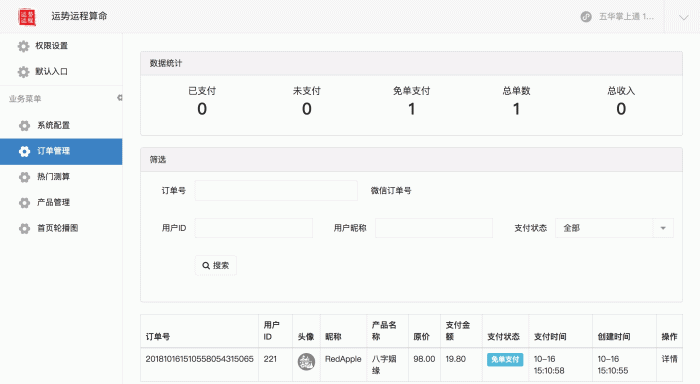 运势
运程
运势运程算命
五华掌上通 1...
权限设置
默认入口
业务菜单
系统配置
订单管理
热门测算
产品管理
首页轮播图
数据统计
已支付 未支付 免单支付 总单数 总收入
0 0 1 1 0
筛选
订单号 微信订单号
用户ID 用户昵称 支付状态 全部
搜索
订单号 用户ID 头像 昵称 产品名称 原价 支付金额 支付状态 支付时间 创建时间 操作
201810161510558054315065 221 RedApple 八字姻缘 98.00 19.80 免单支付 10-16 15:10:58 10-16 15:10:55 详情